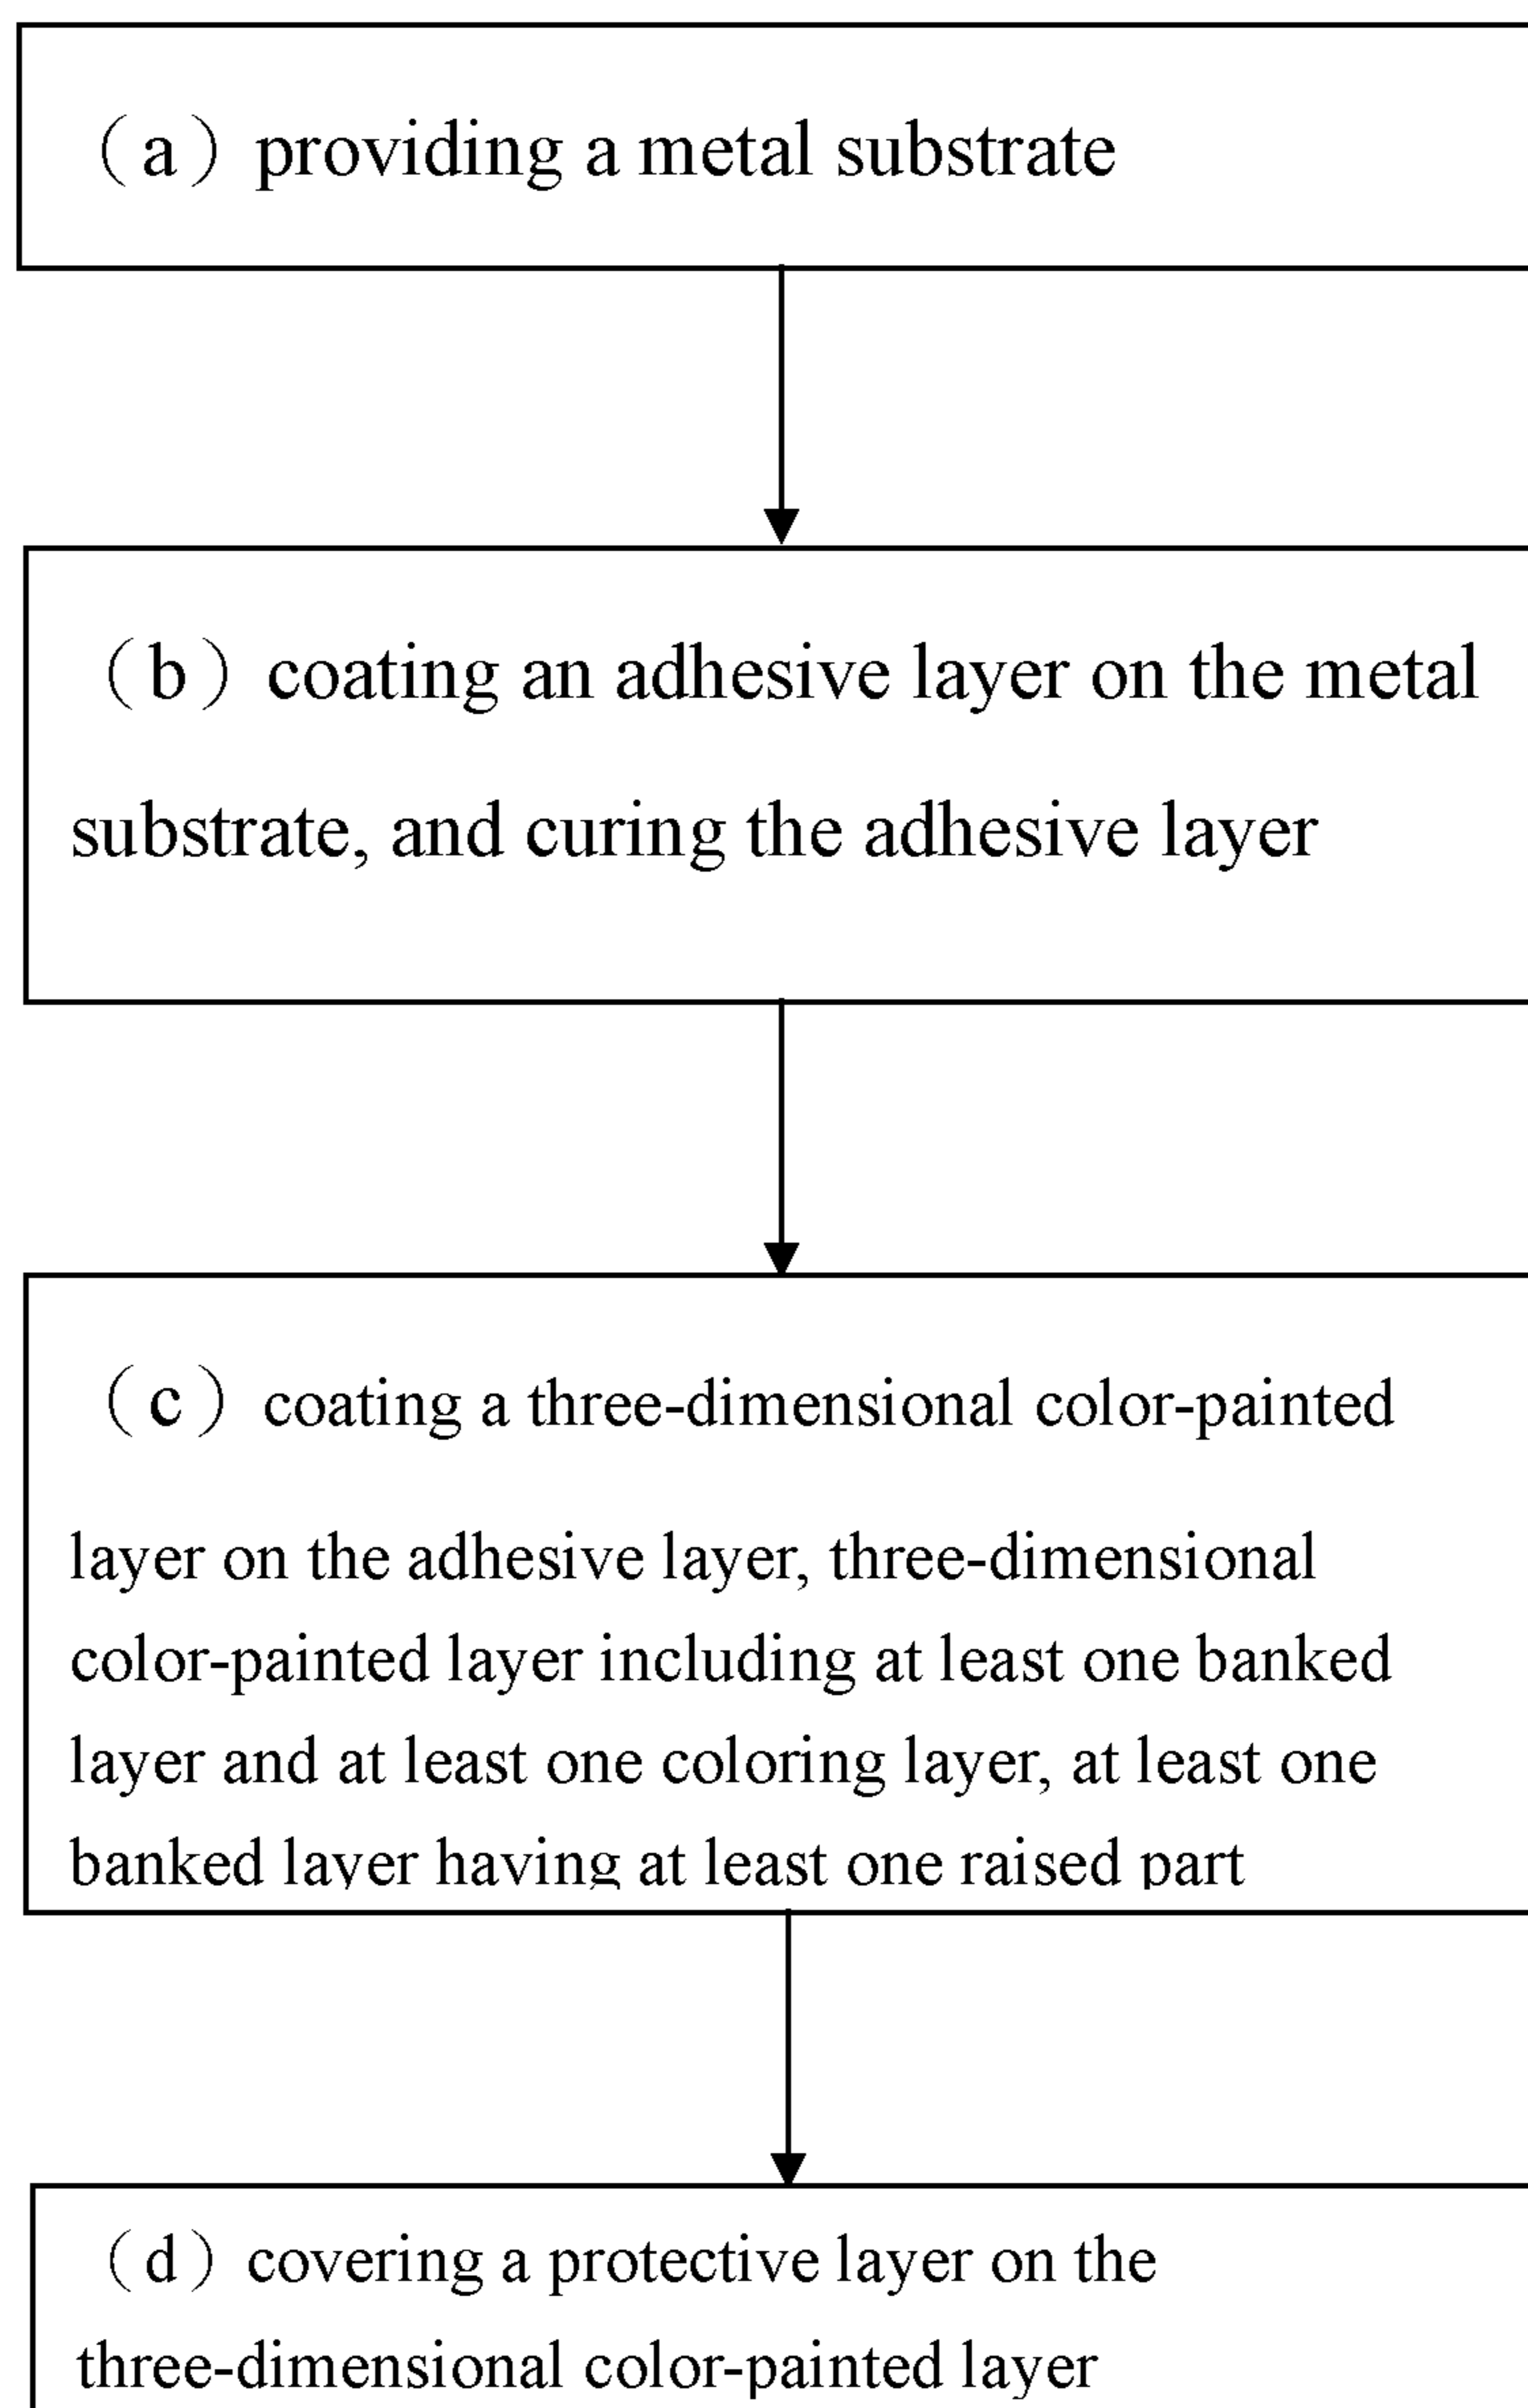 （a）providing a metal substrate
（b）coating an adhesive layer on the metal
substrate, and curing the adhesive layer
（c）coating a three-dimensional color-painted
layer on the adhesive layer, three-dimensional
color-painted layer including at least one banked
layer and at least one coloring layer, at least one
banked layer having at least one raised part
（d）covering a protective layer on the
three-dimensional color-painted layer